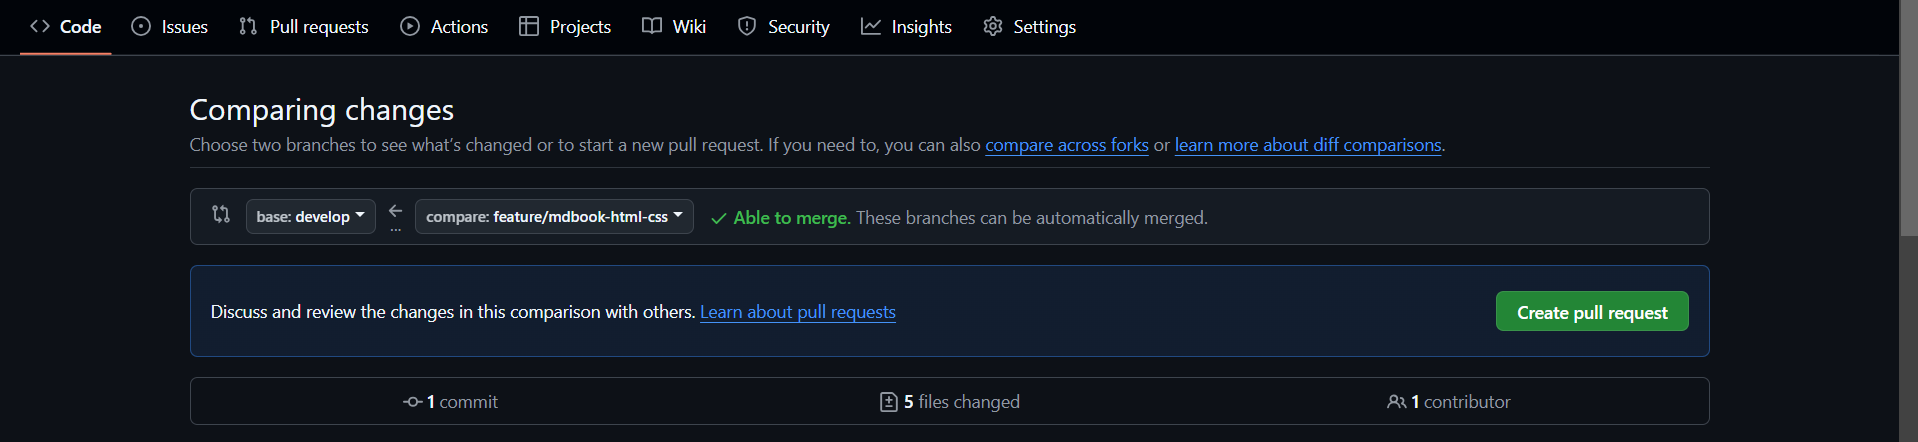 Code Issues Pull requests Actions Projects Wiki Security Insights Settings
Comparing changes
Choose two branches to see what’s changed or to start a new pull request. If you need to, you can also compare across forks or learn more about diff comparisons.
base: develop ... compare: feature/mdbook-html-css Able to merge. These branches can be automatically merged.
Discuss and review the changes in this comparison with others. Learn about pull requests Create pull request
1 commit 5 files changed 1 contributor